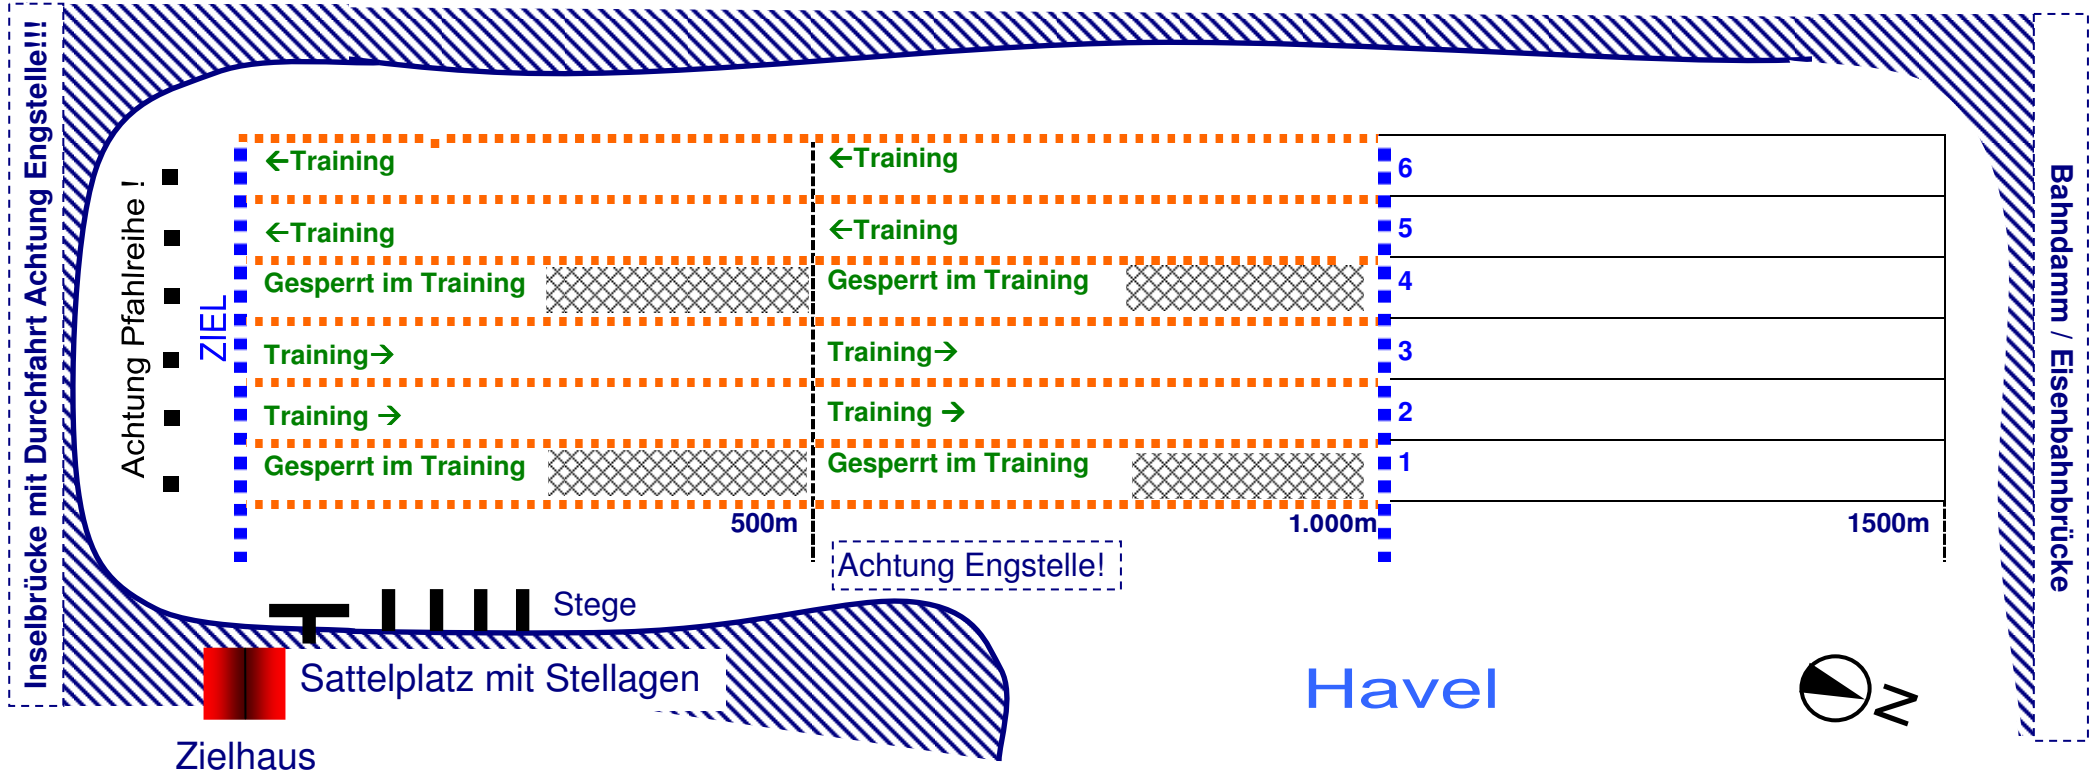 Inselbrücke mit Durchfahrt Achtung Engstelle!!!
Achtung Pfahlreihe !
ZIEL
←Training
←Training
6
←Training
←Training
5
Gesperrt im Training
Gesperrt im Training
4
Training→
Training→
3
Training →
Training →
2
Gesperrt im Training
Gesperrt im Training
1
500m
1.000m
1500m
Achtung Engstelle!
Stege
Sattelplatz mit Stellagen
Zielhaus
Havel
N
Bahndamm / Eisenbahnbrücke